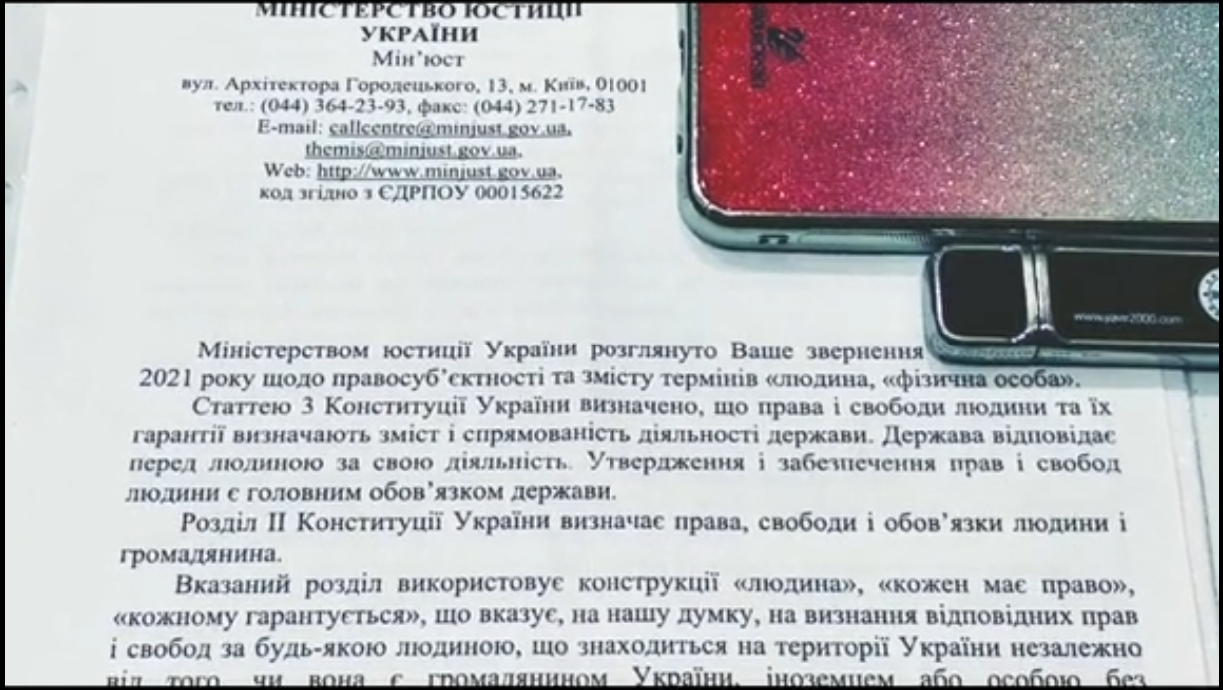 МІНІСТЕРСТВО ЮСТИЦІЇ
УКРАЇНИ
Мін’юст
вул. Архітектора Городецького, 13, м. Київ, 01001
тел.: (044) 364-23-93, факс: (044) 271-17-83
E-mail: callcentre@minjust.gov.ua,
themis@minjust.gov.ua,
Web: http://www.minjust.gov.ua,
код згідно з ЄДРПОУ 00015622
www.yavir2000.com
Міністерством юстиції України розглянуто Ваше звернення
2021 року щодо правосуб’єктності та змісту термінів «людина, «фізична особа».
Статтею 3 Конституції України визначено, що права і свободи людини та їх
гарантії визначають зміст і спрямованість діяльності держави. Держава відповідає
перед людиною за свою діяльність. Утвердження і забезпечення прав і свобод
людини є головним обов’язком держави.
Розділ II Конституції України визначає права, свободи і обов’язки людини і
громадянина.
Вказаний розділ використовує конструкції «людина», «кожен має право»,
«кожному гарантується», що вказує, на нашу думку, на визнання відповідних прав
і свобод за будь-якою людиною, що знаходиться на території України незалежно
від того, чи вона є громадянином України, іноземцем або особою без